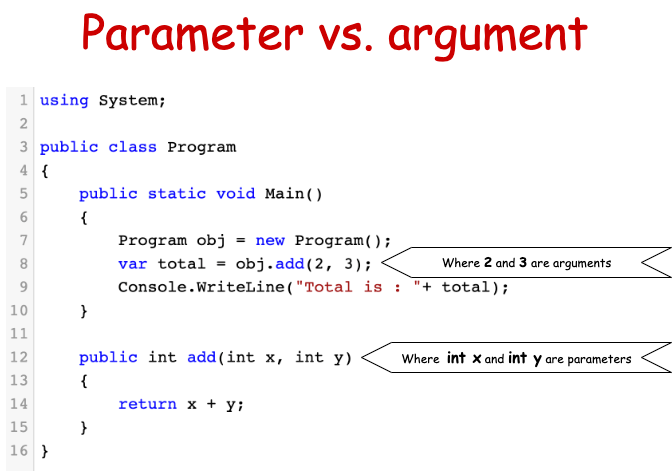 Parameter vs. argument
1 using System;
2
3 public class Program
4 {
5     public static void Main()
6     {
7         Program obj = new Program();
8         var total = obj.add(2, 3); Where 2 and 3 are arguments
9         Console.WriteLine("Total is : "+ total);
10     }
11
12     public int add(int x, int y) Where int x and int y are parameters
13     {
14         return x + y;
15     }
16 }